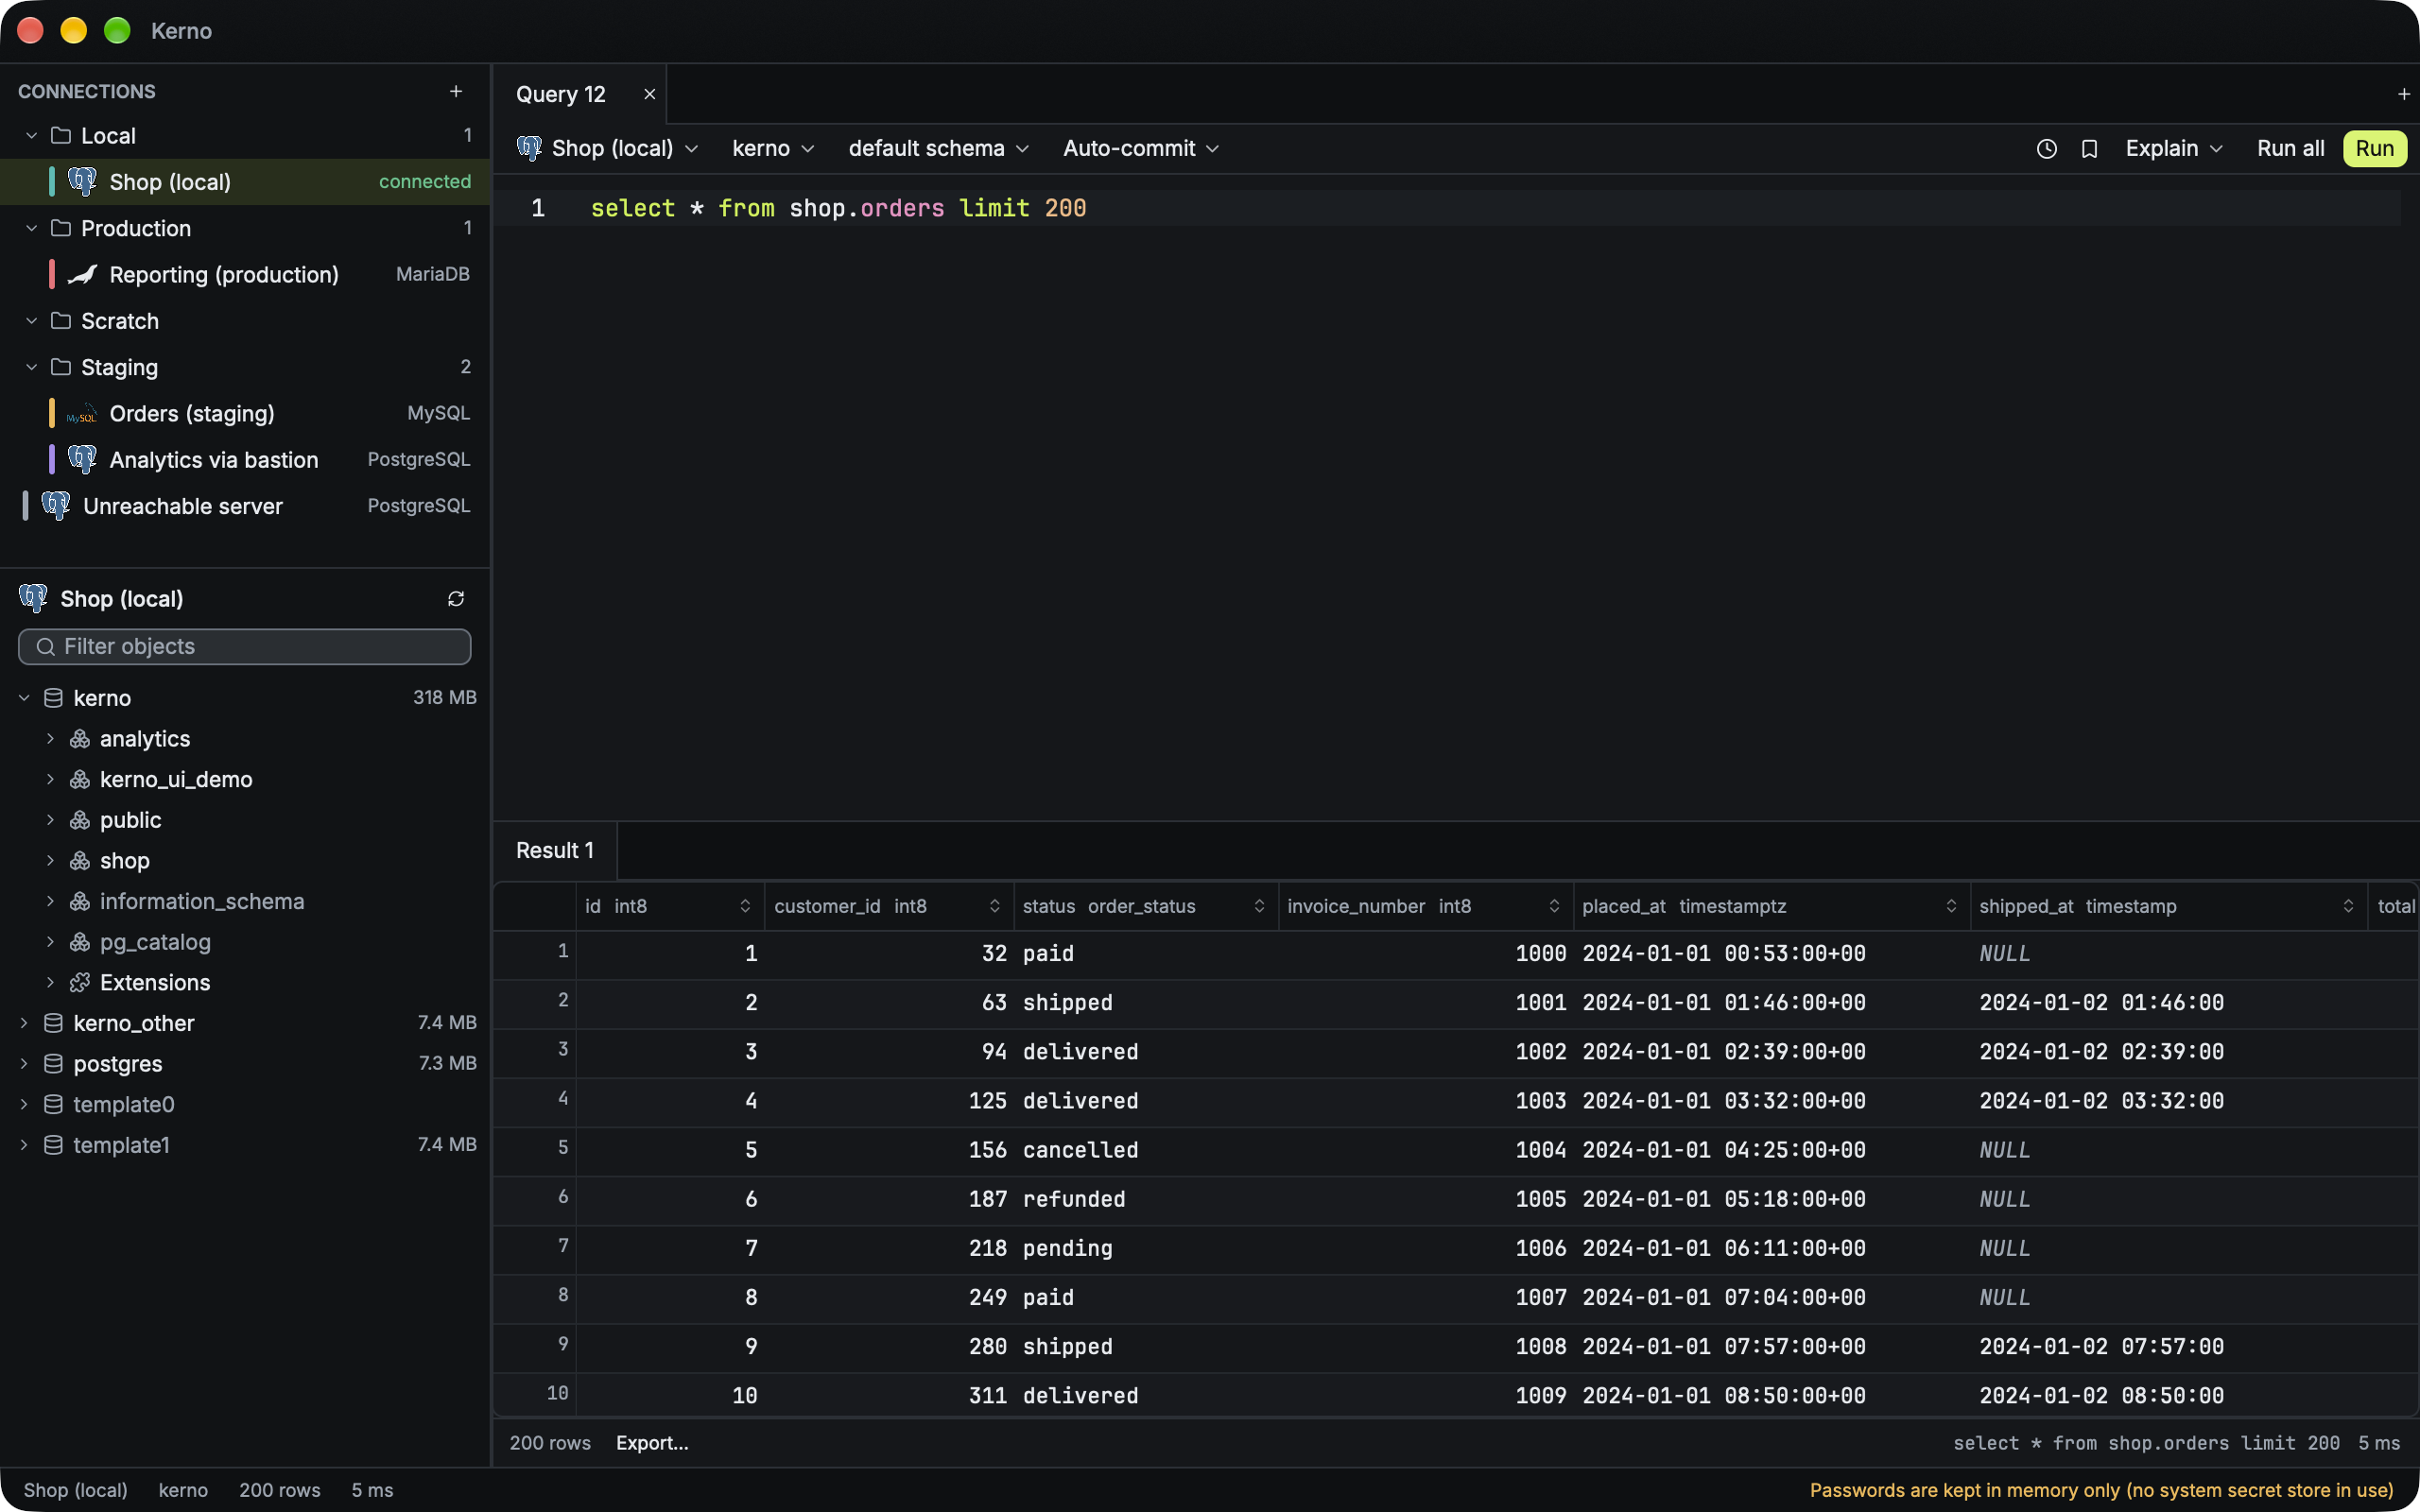 Kerno
CONNECTIONS
Local 1
Shop (local) connected
Production 1
Reporting (production) MariaDB
Scratch
Staging 2
MySQL Orders (staging) MySQL
Analytics via bastion PostgreSQL
Unreachable server PostgreSQL
Shop (local)
Filter objects
kerno 318 MB
analytics
kerno_ui_demo
public
shop
information_schema
pg_catalog
Extensions
kerno_other 7.4 MB
postgres 7.3 MB
template0
template1 7.4 MB
Query 12
Shop (local) kerno default schema Auto-commit Explain Run all Run
1 select * from shop.orders limit 200
Result 1
id int8 customer_id int8 status order_status invoice_number int8 placed_at timestamptz shipped_at timestamp total
1 1 32 paid 1000 2024-01-01 00:53:00+00 NULL
2 2 63 shipped 1001 2024-01-01 01:46:00+00 2024-01-02 01:46:00
3 3 94 delivered 1002 2024-01-01 02:39:00+00 2024-01-02 02:39:00
4 4 125 delivered 1003 2024-01-01 03:32:00+00 2024-01-02 03:32:00
5 5 156 cancelled 1004 2024-01-01 04:25:00+00 NULL
6 6 187 refunded 1005 2024-01-01 05:18:00+00 NULL
7 7 218 pending 1006 2024-01-01 06:11:00+00 NULL
8 8 249 paid 1007 2024-01-01 07:04:00+00 NULL
9 9 280 shipped 1008 2024-01-01 07:57:00+00 2024-01-02 07:57:00
10 10 311 delivered 1009 2024-01-01 08:50:00+00 2024-01-02 08:50:00
200 rows Export... select * from shop.orders limit 200 5 ms
Shop (local) kerno 200 rows 5 ms Passwords are kept in memory only (no system secret store in use)